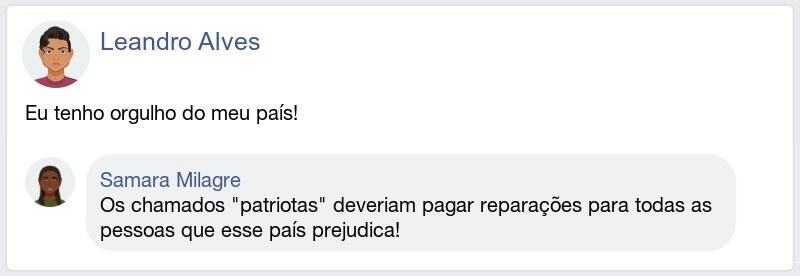 Leandro Alves
Eu tenho orgulho do meu país!
Samara Milagre
Os chamados "patriotas" deveriam pagar reparações para todas as
pessoas que esse país prejudica!